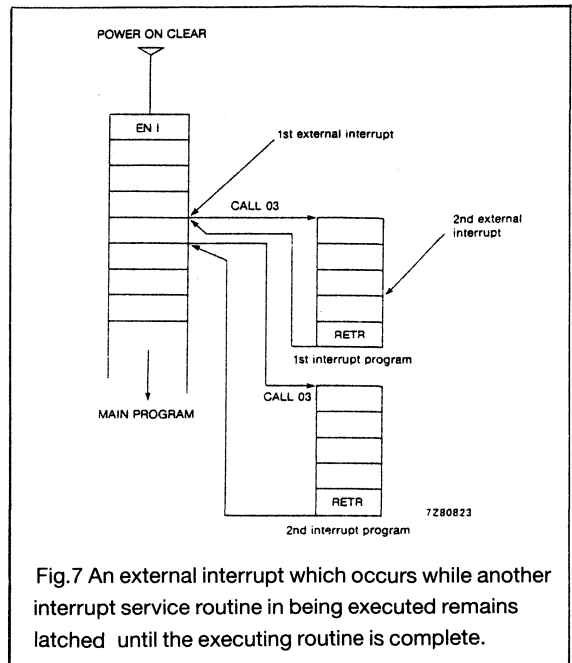 POWER ON CLEAR
EN I
1st external interrupt
CALL 03
2nd external
interrupt
RETR
1st interrupt program
CALL 03
MAIN PROGRAM
RETR
7Z80823
2nd interrupt program
Fig.7 An external interrupt which occurs while another
interrupt service routine in being executed remains
latched until the executing routine is complete.